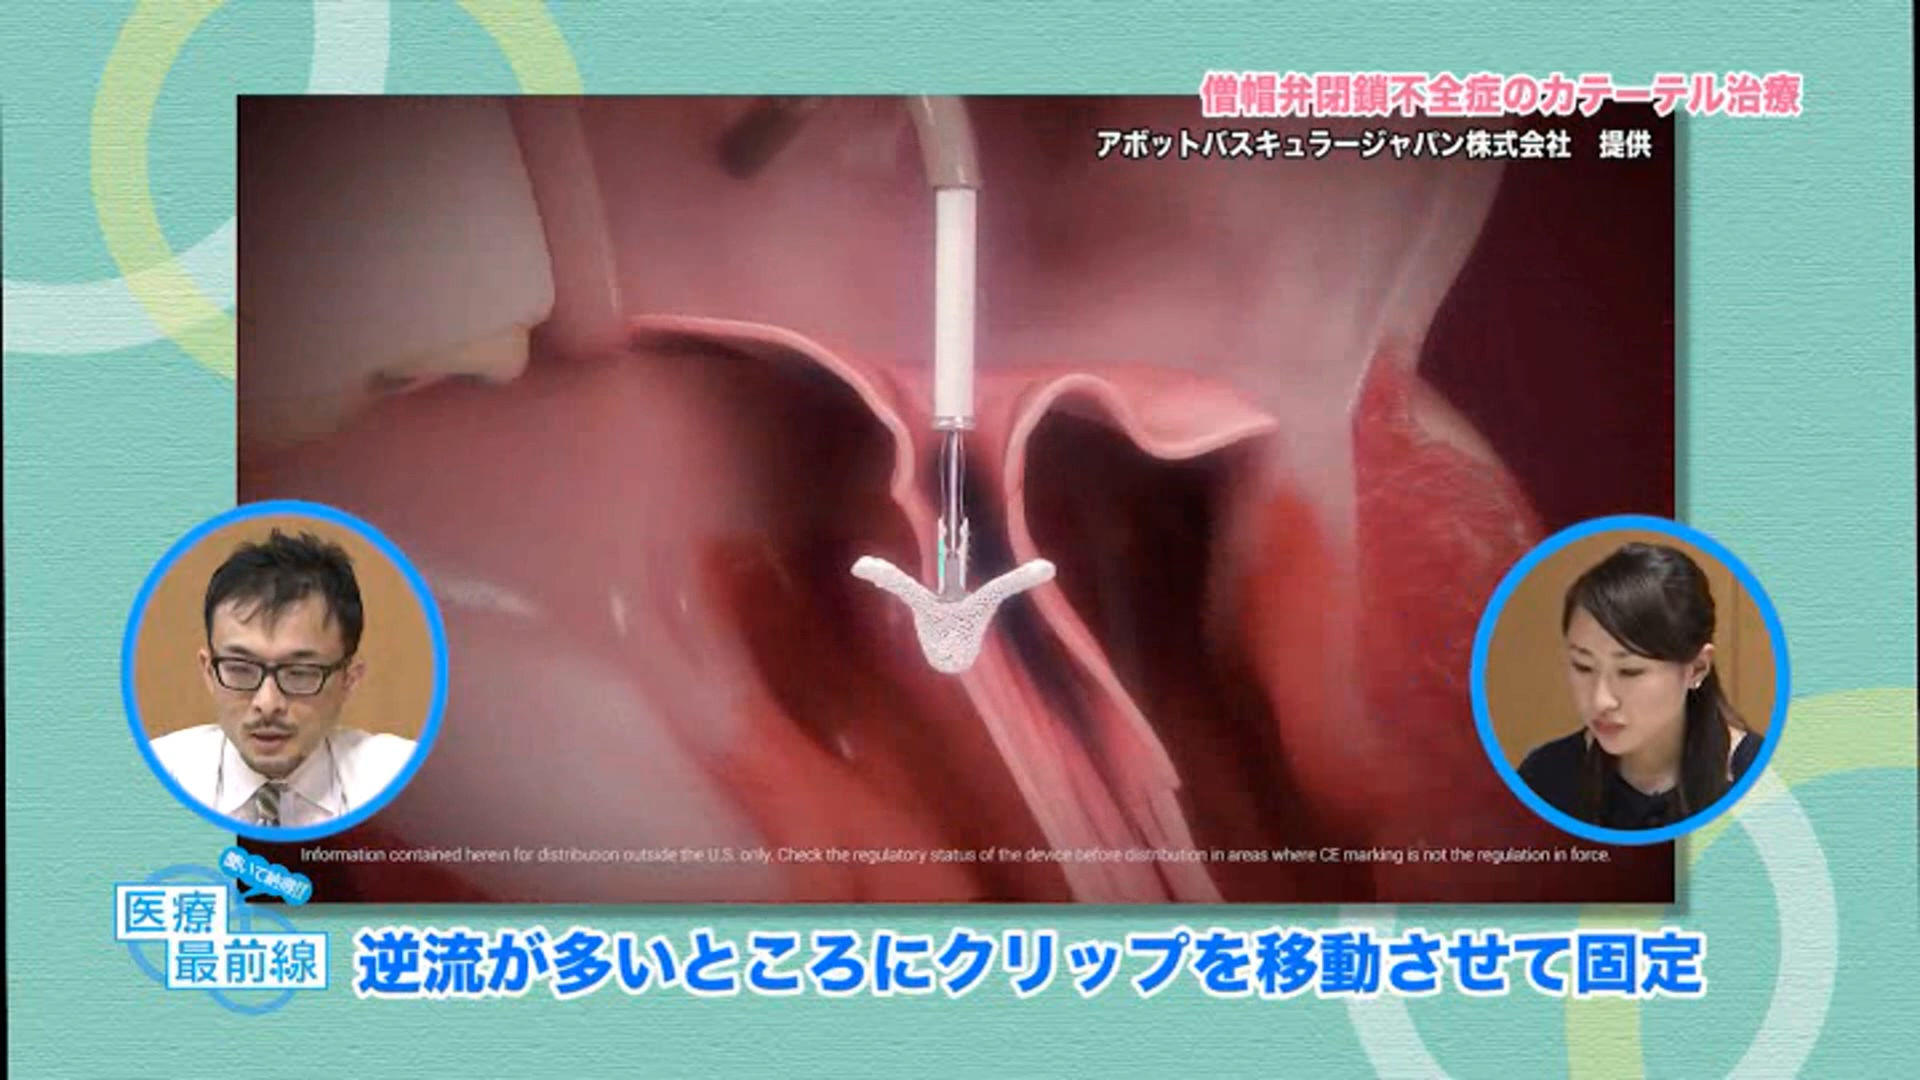 僧帽弁閉鎖不全症のカテーテル治療
アボットバスキュラージャパン株式会社 提供
Information contained herein for distribution outside the U.S. only. Check the regulatory status of the device before distribution in areas where CE marking is not the regulation in force.
聞いて納得!!
医療
最前線
逆流が多いところにクリップを移動させて固定